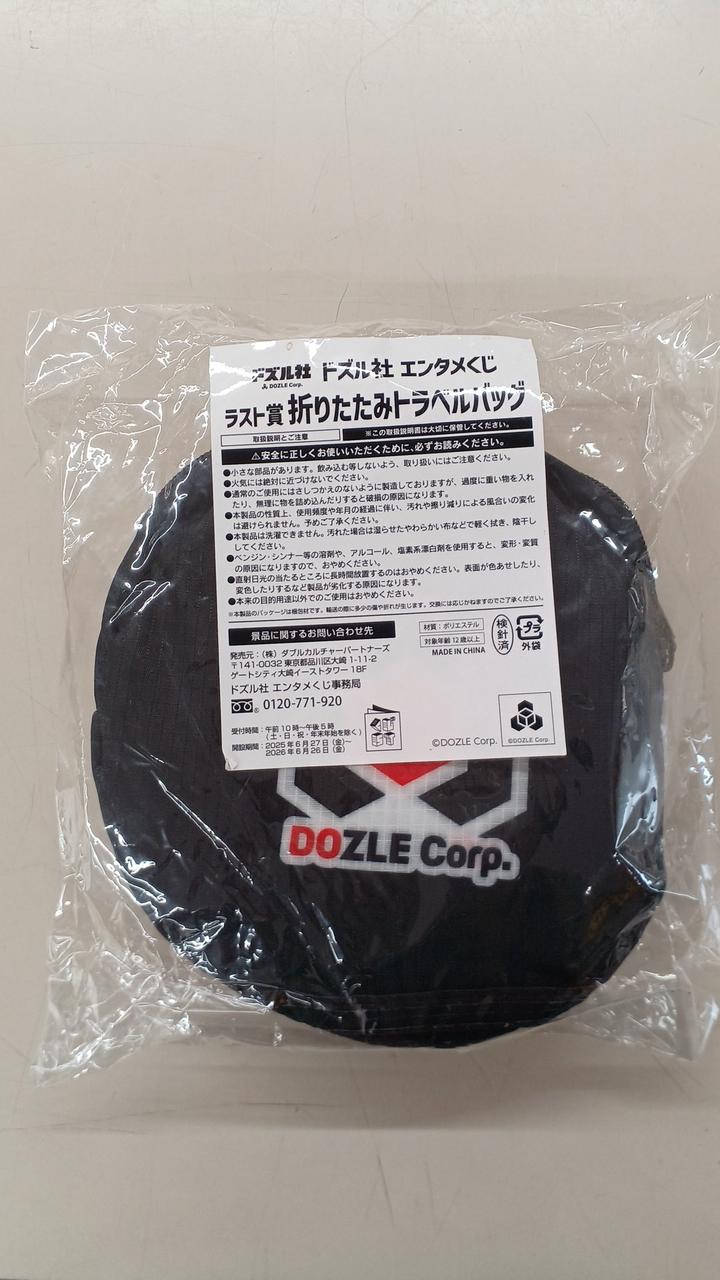 ドズル社 ドズル社 エンタメくじ
DOZLE Corp.
ラスト賞 折りたたみトラベルバッグ
取扱説明とご注意 ※この取扱説明書は大切に保管してください。
⚠安全に正しくお使いいただくために、必ずお読みください。
●小さな部品があります。飲み込む等しないよう、取り扱いにはご注意ください。
●火気には絶対に近づけないでください。
●通常のご使用にはさしつかえのないように製造しておりますが、過度に重い物を入れ
たり、無理に物を詰め込んだりすると破損の原因になります。
●本製品の性質上、使用頻度や年月の経過に伴い、汚れや擦り減りによる風合いの変化
は避けられません。予めご了承ください。
●本製品は洗濯できません。汚れた場合は湿らせたやわらかい布などで軽く拭き、陰干し
してください。
●ベンジン・シンナー等の溶剤や、アルコール、塩素系漂白剤を使用すると、変形・変質
の原因になりますので、おやめください。
●直射日光の当たるところに長時間放置するのはおやめください。表面が色あせしたり、
変色したりするなど製品が劣化する原因になります。
●本来の目的用途以外でのご使用はおやめください。
※本製品のパッケージは梱包材です。輸送の際に多少の傷や折れが生じます。交換には応じかねますのでご了承ください。
景品に関するお問い合わせ先
発売元:(株) ダブルカルチャーパートナーズ
〒141-0032 東京都品川区大崎 1-11-2
ゲートシティ大崎イーストタワー 18F
ドズル社 エンタメくじ事務局
0120-771-920
受付時間:午前10時〜午後5時
(土・日・祝・年末年始を除く)
開設期間:2025年6月27日(金)〜
2026年6月26日(金)
材質:ポリエステル
対象年齢12歳以上
MADE IN CHINA
検針済
プラ
外袋
©DOZLE Corp.
©DOZLE Corp.
DOZLE Corp.